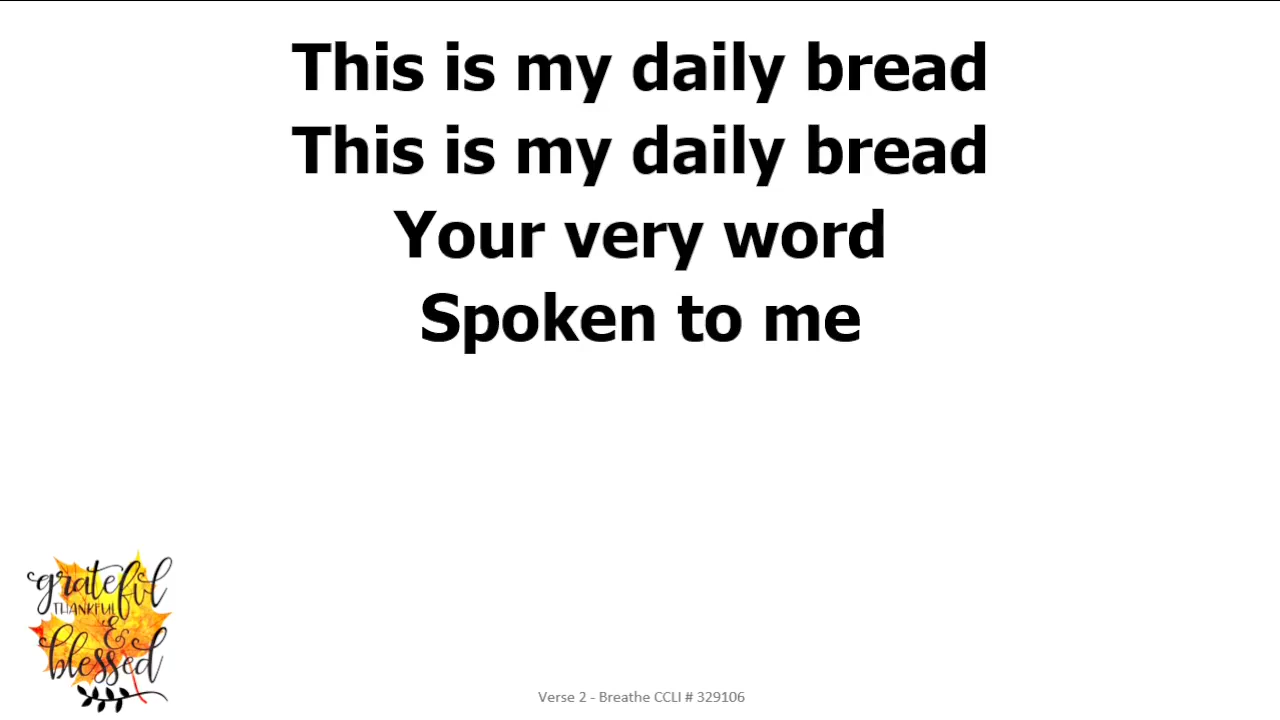 This is my daily bread
This is my daily bread
Your very word
Spoken to me
grateful
THANKFUL
&
blessed
Verse 2 - Breathe CCLI # 329106